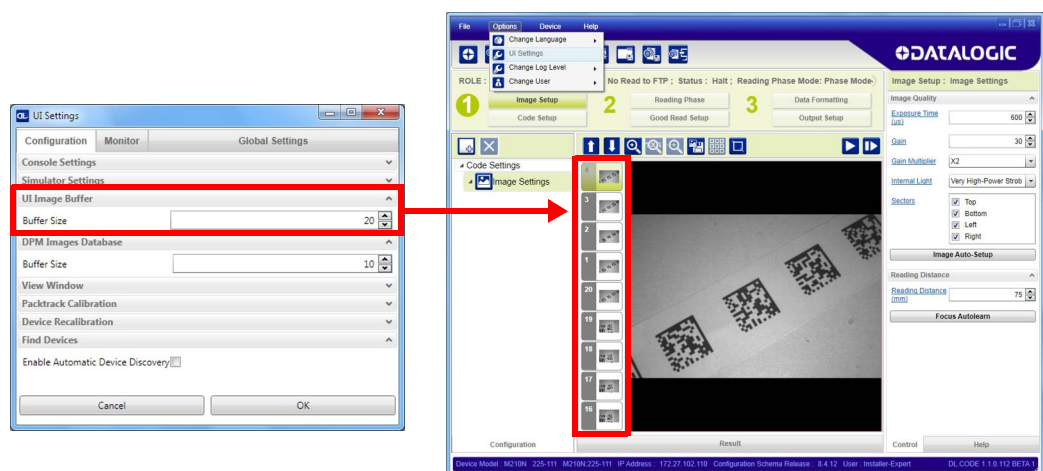 UI Settings
Configuration Monitor Global Settings
Console Settings
Simulator Settings
UI Image Buffer
Buffer Size 20
DPM Images Database
Buffer Size 10
View Window
Packtrack Calibration
Device Recalibration
Find Devices
Enable Automatic Device Discovery
Cancel OK
File Options Device Help
Change Language
UI Settings
Change Log Level
Change User
DATALOGIC
ROLE : No Read to FTP ; Status : Halt ; Reading Phase Mode: Phase Mode-
1 Image Setup 2 Reading Phase 3 Data Formatting
Code Setup Good Read Setup Output Setup
Code Settings
Image Settings
4
3
2
1
20
19
18
17
16
Image Setup : Image Settings
Image Quality
Exposure Time (us) 600
Gain 30
Gain Multiplier X2
Internal Light Very High-Power Strob
Sectors Top
Bottom
Left
Right
Image Auto-Setup
Reading Distance
Reading Distance (mm) 75
Focus Autolearn
Configuration Result Control Help
Device Model : M210N 225-111 M210N:225-111 IP Address : 172.27.102.110 Configuration Schema Release : 8.4.12 User : Installer-Expert DL.CODE 1.1.0.112 BETA 1